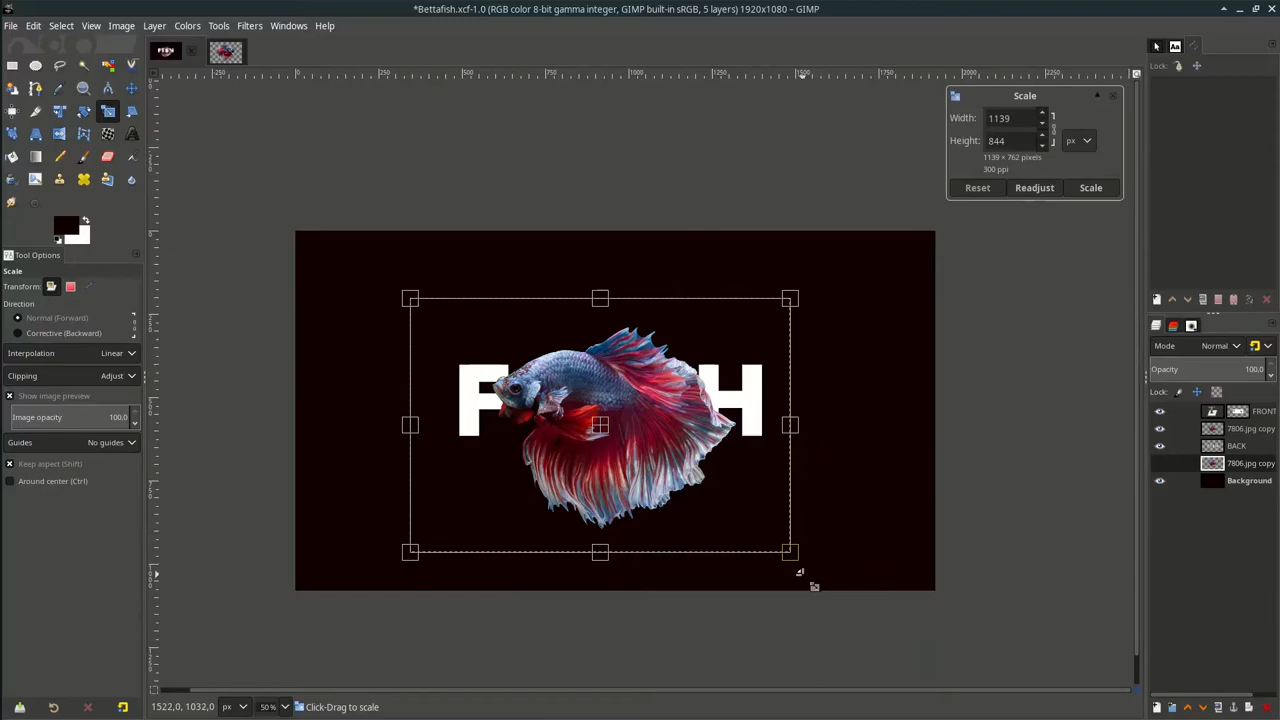 *Bettafish.xcf-1.0 (RGB color 8-bit gamma integer, GIMP built-in sRGB, 5 layers) 1920x1080 – GIMP
File Edit Select View Image Layer Colors Tools Filters Windows Help
Lock:
Scale
Width: 1139
Height: 844 px
1139 × 762 pixels
300 ppi
Reset Readjust Scale
Tool Options
Scale
Transform:
Direction
Normal (Forward)
Corrective (Backward)
Interpolation Linear
Clipping Adjust
Show image preview
Image opacity 100.0
Guides No guides
Keep aspect (Shift)
Around center (Ctrl)
F H
Mode Normal
Opacity 100.0
Lock:
FRONT
7806.jpg copy
BACK
7806.jpg copy
Background
1522,0, 1032,0 px 50 % Click-Drag to scale